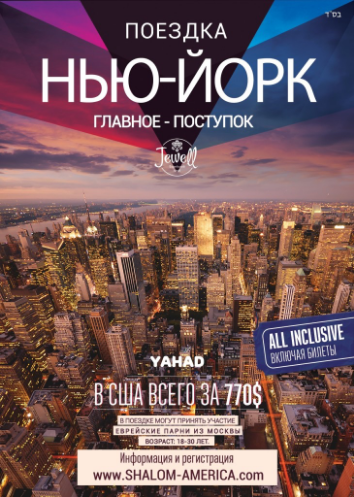 בס"ד
ПОЕЗДКА
НЬЮ-ЙОРК
ГЛАВНОЕ - ПОСТУПОК
Jewell
ALL INCLUSIVE
ВКЛЮЧАЯ БИЛЕТЫ
YAHAD
В США ВСЕГО ЗА 770$
В ПОЕЗДКЕ МОГУТ ПРИНЯТЬ УЧАСТИЕ
ЕВРЕЙСКИЕ ПАРНИ ИЗ МОСКВЫ
ВОЗРАСТ: 18-30 ЛЕТ.
Информация и регистрация
www.SHALOM-AMERICA.com